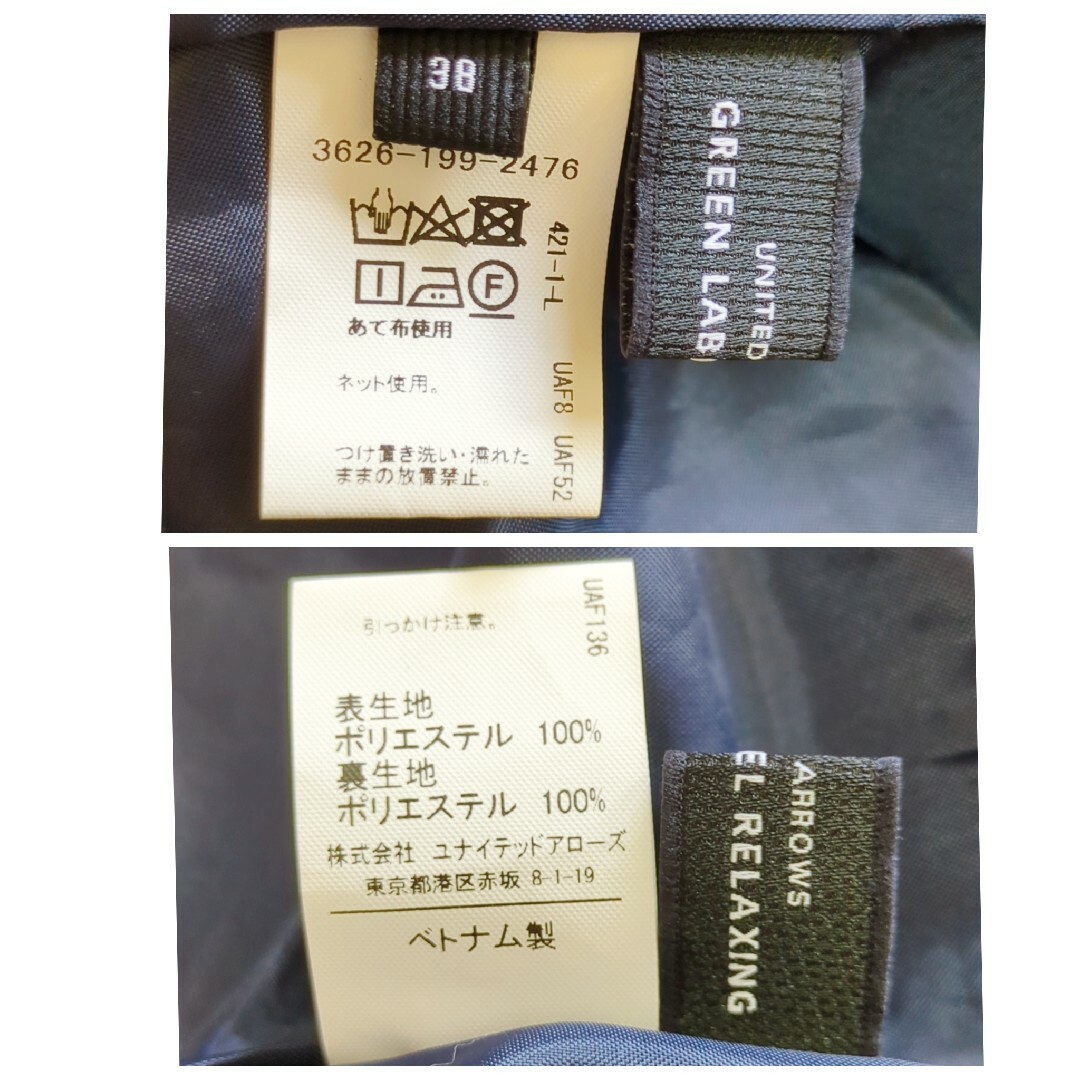 38
3626-199-2476
421-1-L
F
あて布使用
ネット使用。
UAF8 UAF52
つけ置き洗い・濡れた
ままの放置禁止。
UNITED
GREEN LAB
UAF136
引っかけ注意。
表生地
ポリエステル 100%
裏生地
ポリエステル 100%
株式会社 ユナイテッドアローズ
東京都港区赤坂 8-1-19
ベトナム製
ARROWS
EL RELAXING